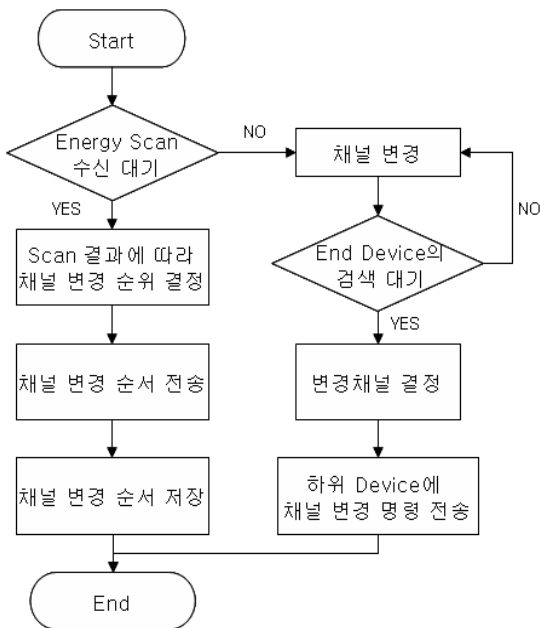 Start
Energy Scan
수신 대기
NO
YES
Scan 결과에 따라
채널 변경 순위 결정
채널 변경 순서 전송
채널 변경 순서 저장
채널 변경
NO
End Device의
검색 대기
YES
변경채널 결정
하위 Device에
채널 변경 명령 전송
End